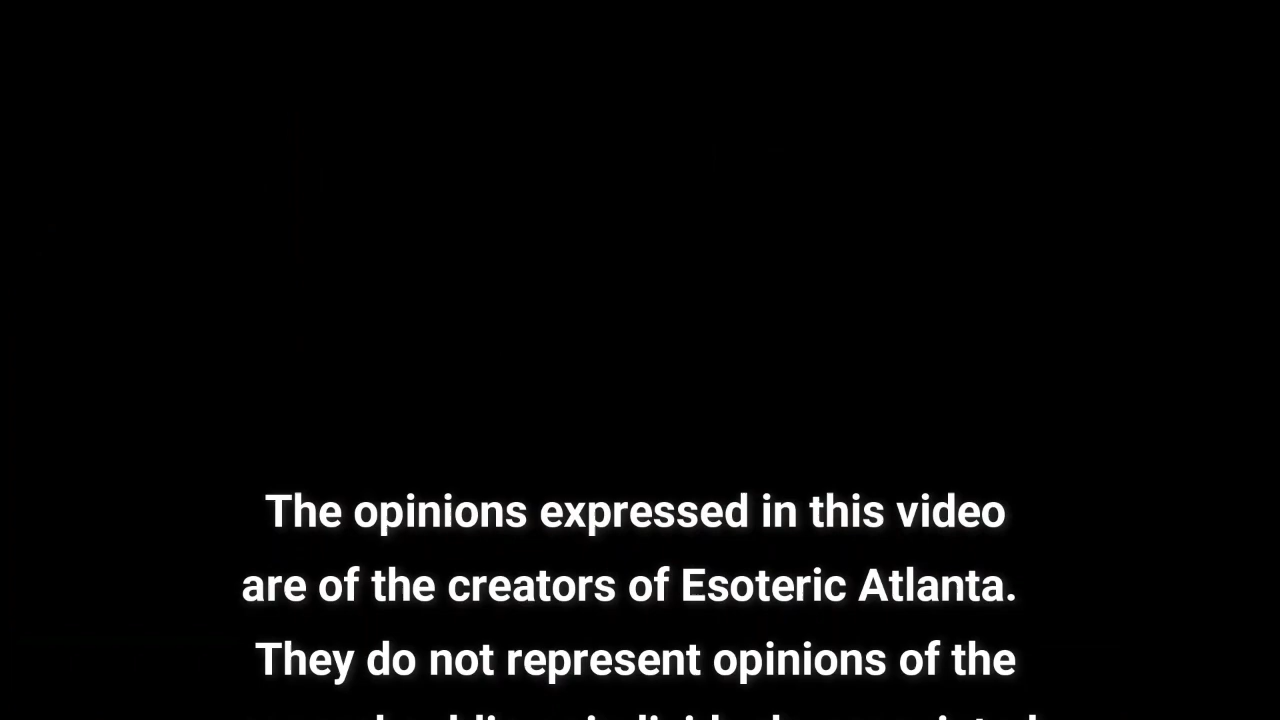 The opinions expressed in this video
are of the creators of Esoteric Atlanta.
They do not represent opinions of the